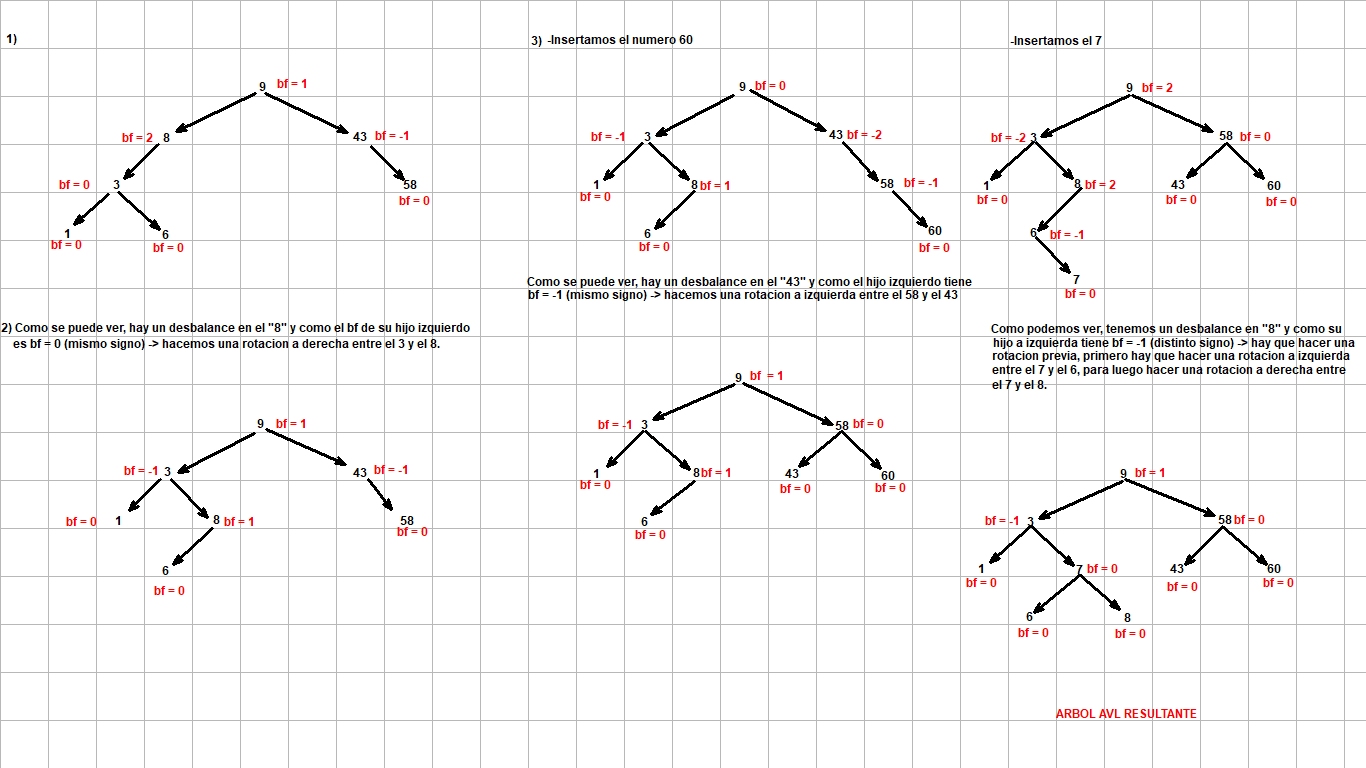 1)
9 bf = 1
bf = 2 8
43 bf = -1
bf = 0 3
58
bf = 0
1
bf = 0
6
bf = 0
2) Como se puede ver, hay un desbalance en el "8" y como el bf de su hijo izquierdo
es bf = 0 (mismo signo) -> hacemos una rotacion a derecha entre el 3 y el 8.
9 bf = 1
bf = -1 3
43 bf = -1
bf = 0 1
8 bf = 1
58
bf = 0
6
bf = 0
3) -Insertamos el numero 60
9 bf = 0
bf = -1 3
43 bf = -2
1
bf = 0
8 bf = 1
58 bf = -1
6
bf = 0
60
bf = 0
Como se puede ver, hay un desbalance en el "43" y como el hijo izquierdo tiene
bf = -1 (mismo signo) -> hacemos una rotacion a izquierda entre el 58 y el 43
9 bf = 1
bf = -1 3
58 bf = 0
1
bf = 0
8 bf = 1
43
bf = 0
60
bf = 0
6
bf = 0
-Insertamos el 7
9 bf = 2
bf = -2 3
58 bf = 0
1
bf = 0
8 bf = 2
43
bf = 0
60
bf = 0
6 bf = -1
7
bf = 0
Como podemos ver, tenemos un desbalance en "8" y como su
hijo a izquierda tiene bf = -1 (distinto signo) -> hay que hacer una
rotacion previa, primero hay que hacer una rotacion a izquierda
entre el 7 y el 6, para luego hacer una rotacion a derecha entre
el 7 y el 8.
9 bf = 1
bf = -1 3
58 bf = 0
1
bf = 0
7 bf = 0
43
bf = 0
60
bf = 0
6
bf = 0
8
bf = 0
ARBOL AVL RESULTANTE